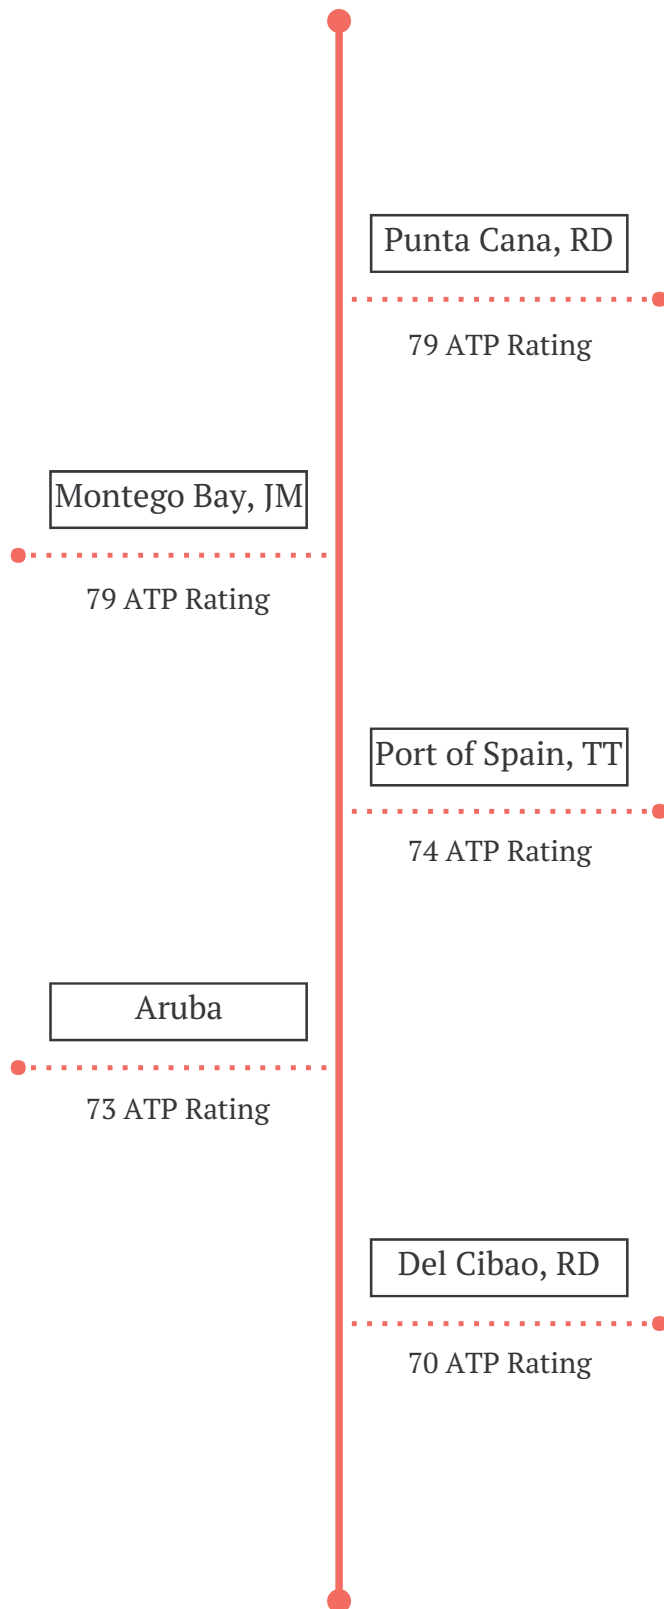 Punta Cana, RD
79 ATP Rating
Montego Bay, JM
79 ATP Rating
Port of Spain, TT
74 ATP Rating
Aruba
73 ATP Rating
Del Cibao, RD
70 ATP Rating